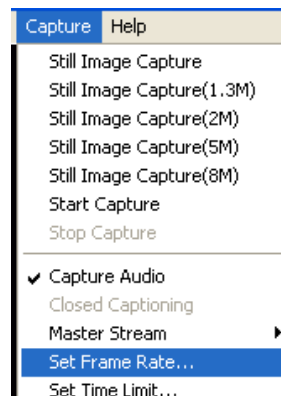 Capture Help
Still Image Capture
Still Image Capture(1.3M)
Still Image Capture(2M)
Still Image Capture(5M)
Still Image Capture(8M)
Start Capture
Stop Capture
Capture Audio
Closed Captioning
Master Stream
Set Frame Rate...
Set Time Limit...